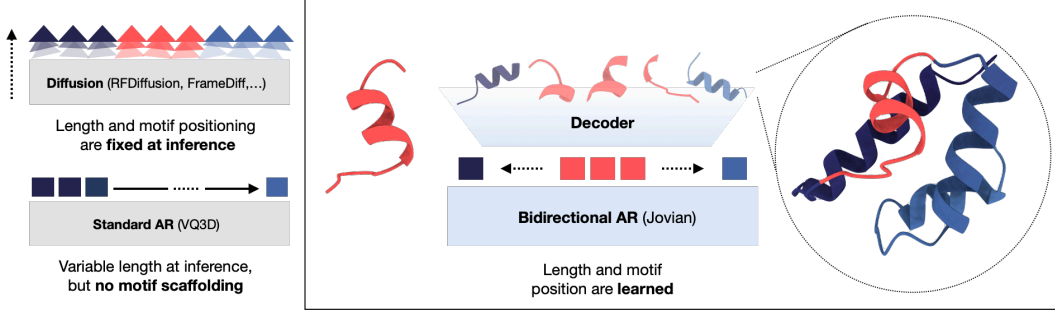 Diffusion (RFDiffusion, FrameDiff,...)
Length and motif positioning
are fixed at inference
Standard AR (VQ3D)
Variable length at inference,
but no motif scaffolding
Decoder
Bidirectional AR (Jovian)
Length and motif
position are learned